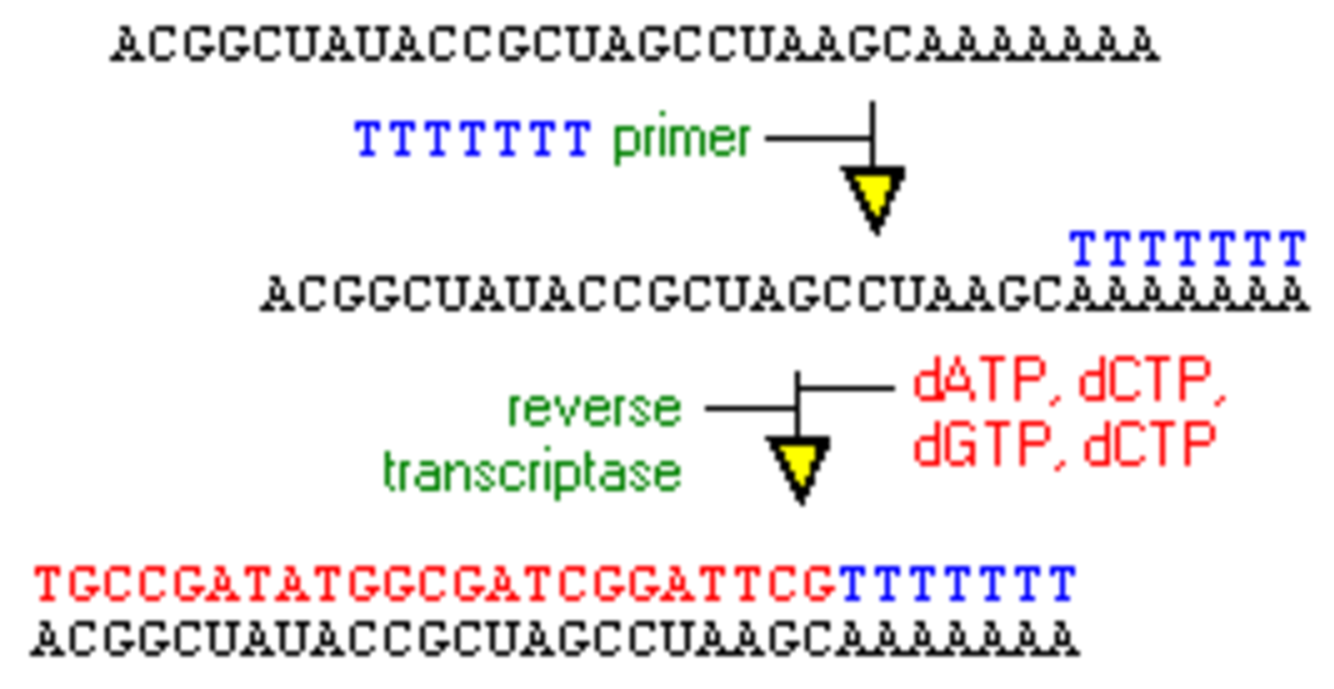 ACGGCUAUACCGCUAGCCUAAGCAAAAAAA
TTTTTTT primer
TTTTTTT
ACGGCUAUACCGCUAGCCUAAGCAAAAAAA
reverse transcriptase
dATP, dCTP,
dGTP, dCTP
TGCCGATATGGCGATCGGATTCGTTTTTTT
ACGGCUAUACCGCUAGCCUAAGCAAAAAAA